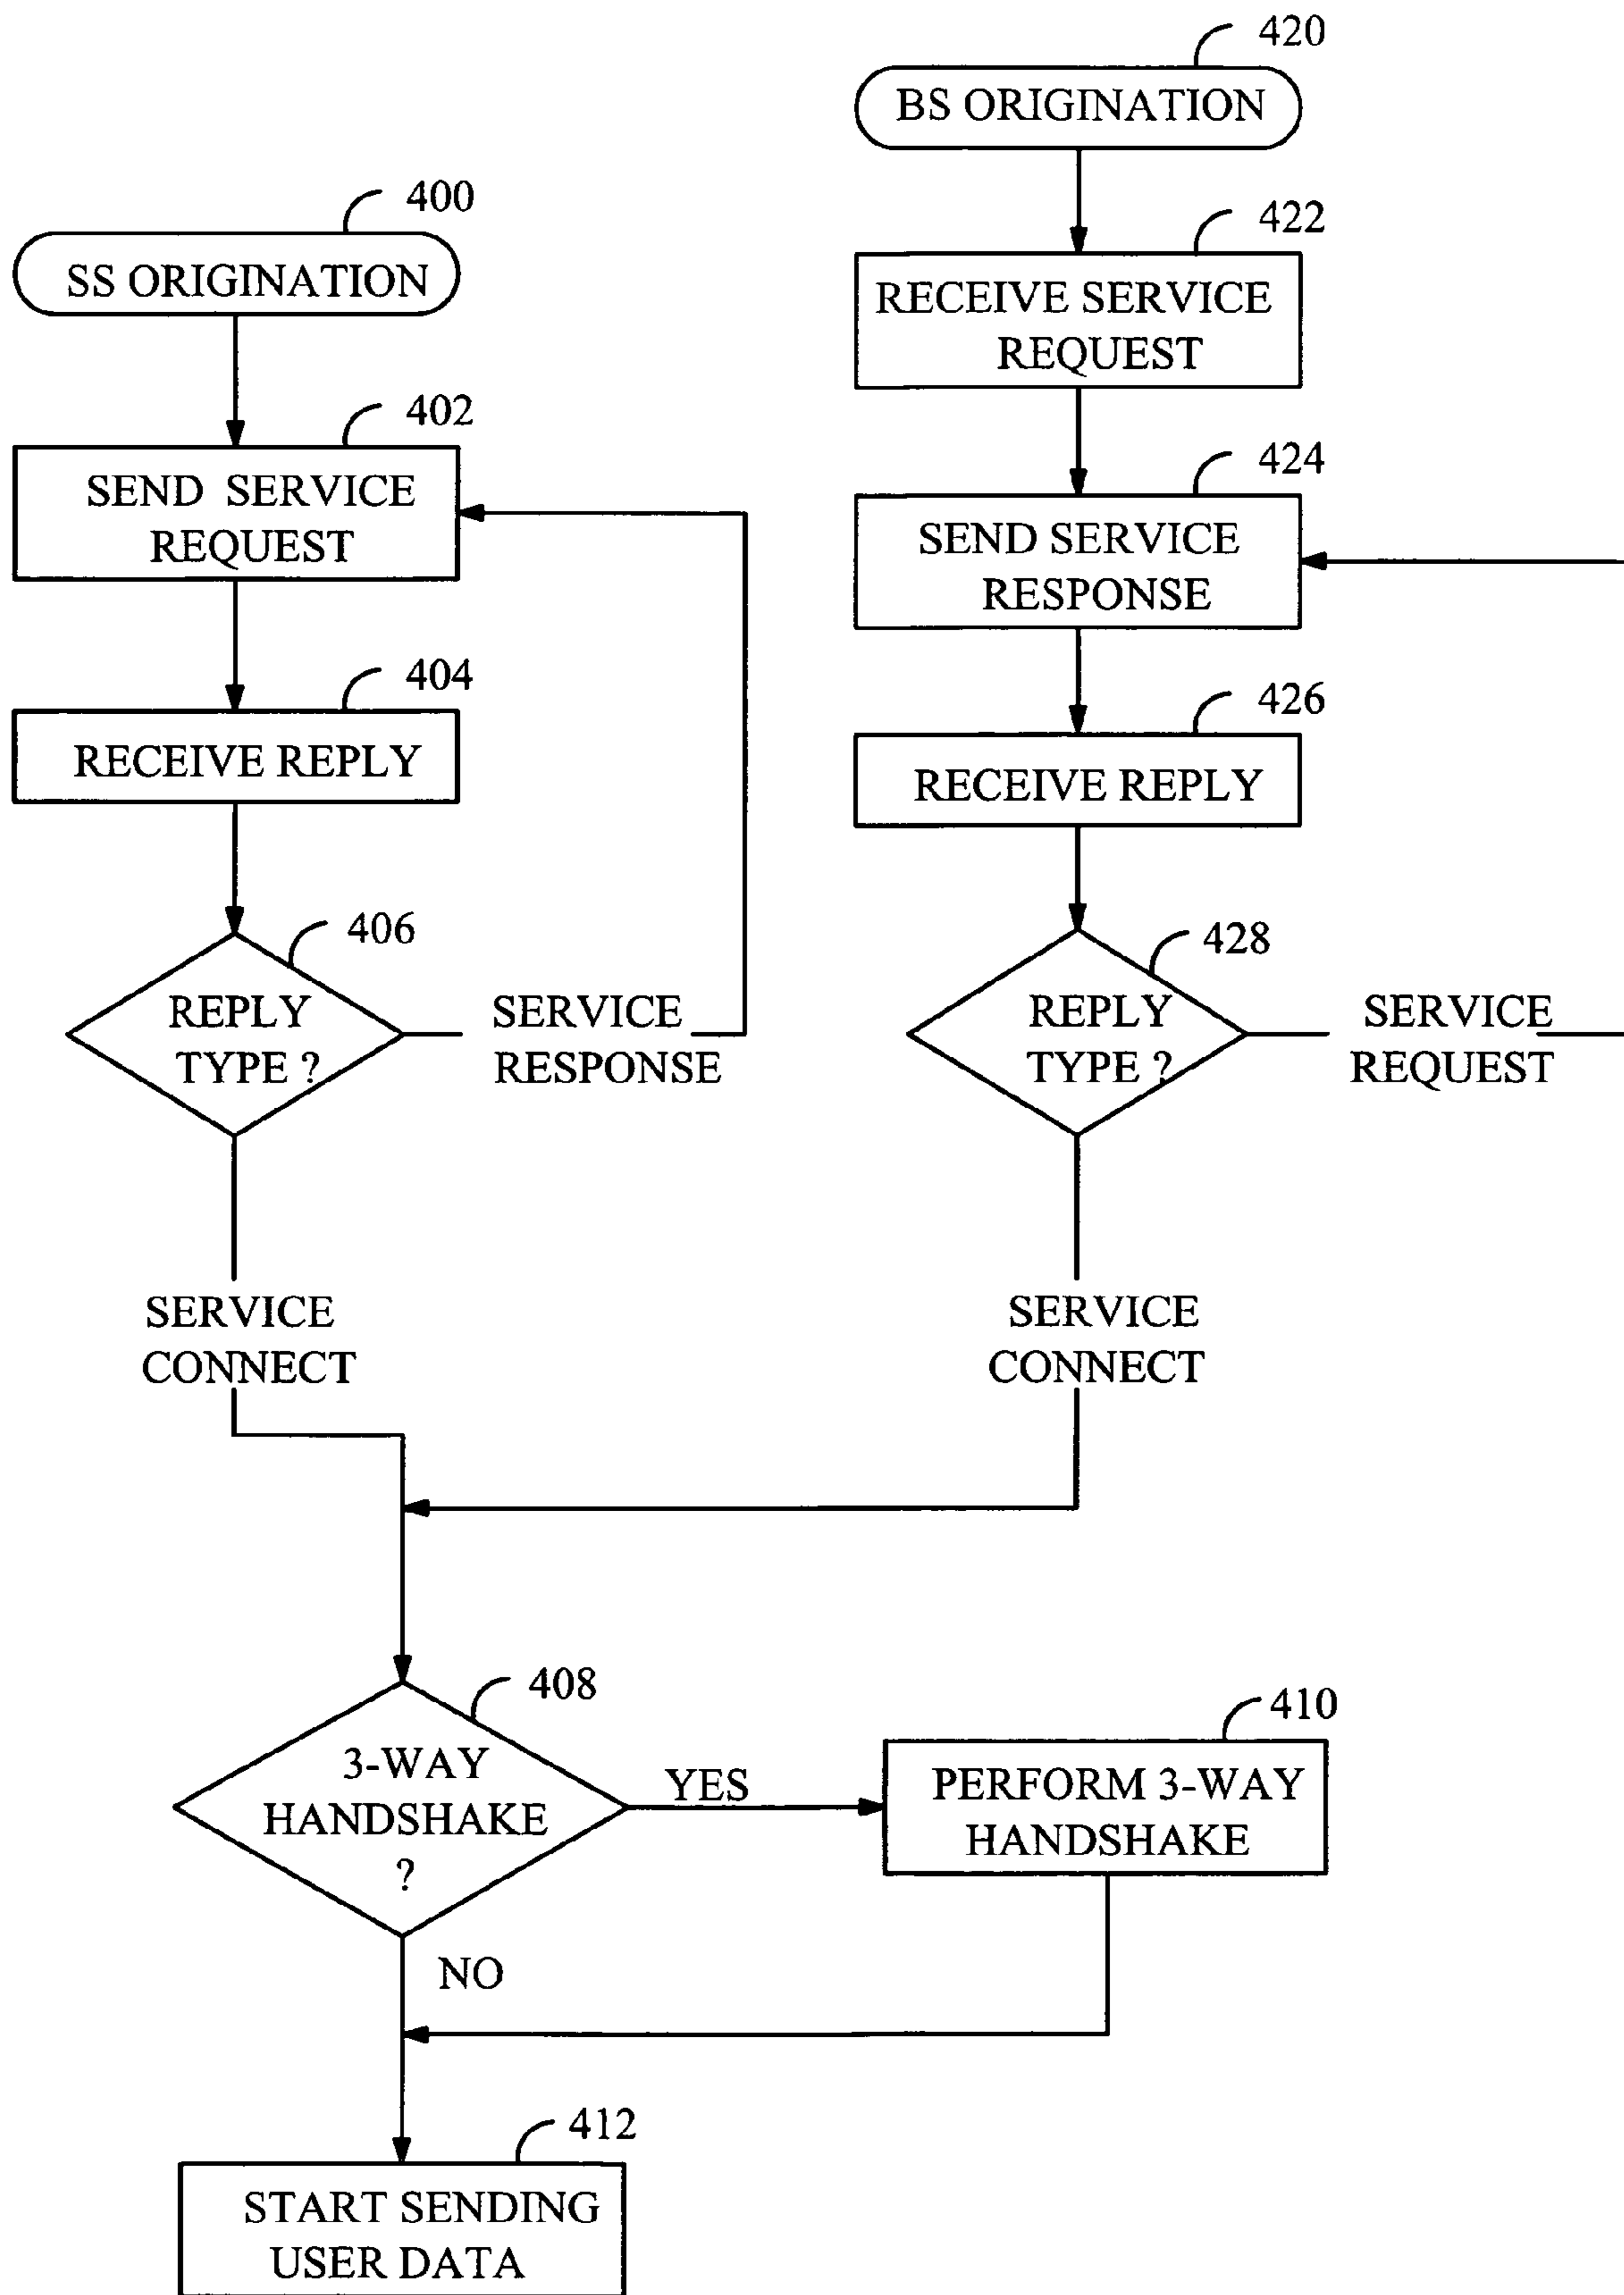 420
BS ORIGINATION
400
SS ORIGINATION
422
RECEIVE SERVICE
REQUEST
402
SEND SERVICE
REQUEST
424
SEND SERVICE
RESPONSE
404
RECEIVE REPLY
426
RECEIVE REPLY
406
REPLY
TYPE ?
SERVICE
RESPONSE
428
REPLY
TYPE ?
SERVICE
REQUEST
SERVICE
CONNECT
SERVICE
CONNECT
408
3-WAY
HANDSHAKE
?
YES
410
PERFORM 3-WAY
HANDSHAKE
NO
412
START SENDING
USER DATA